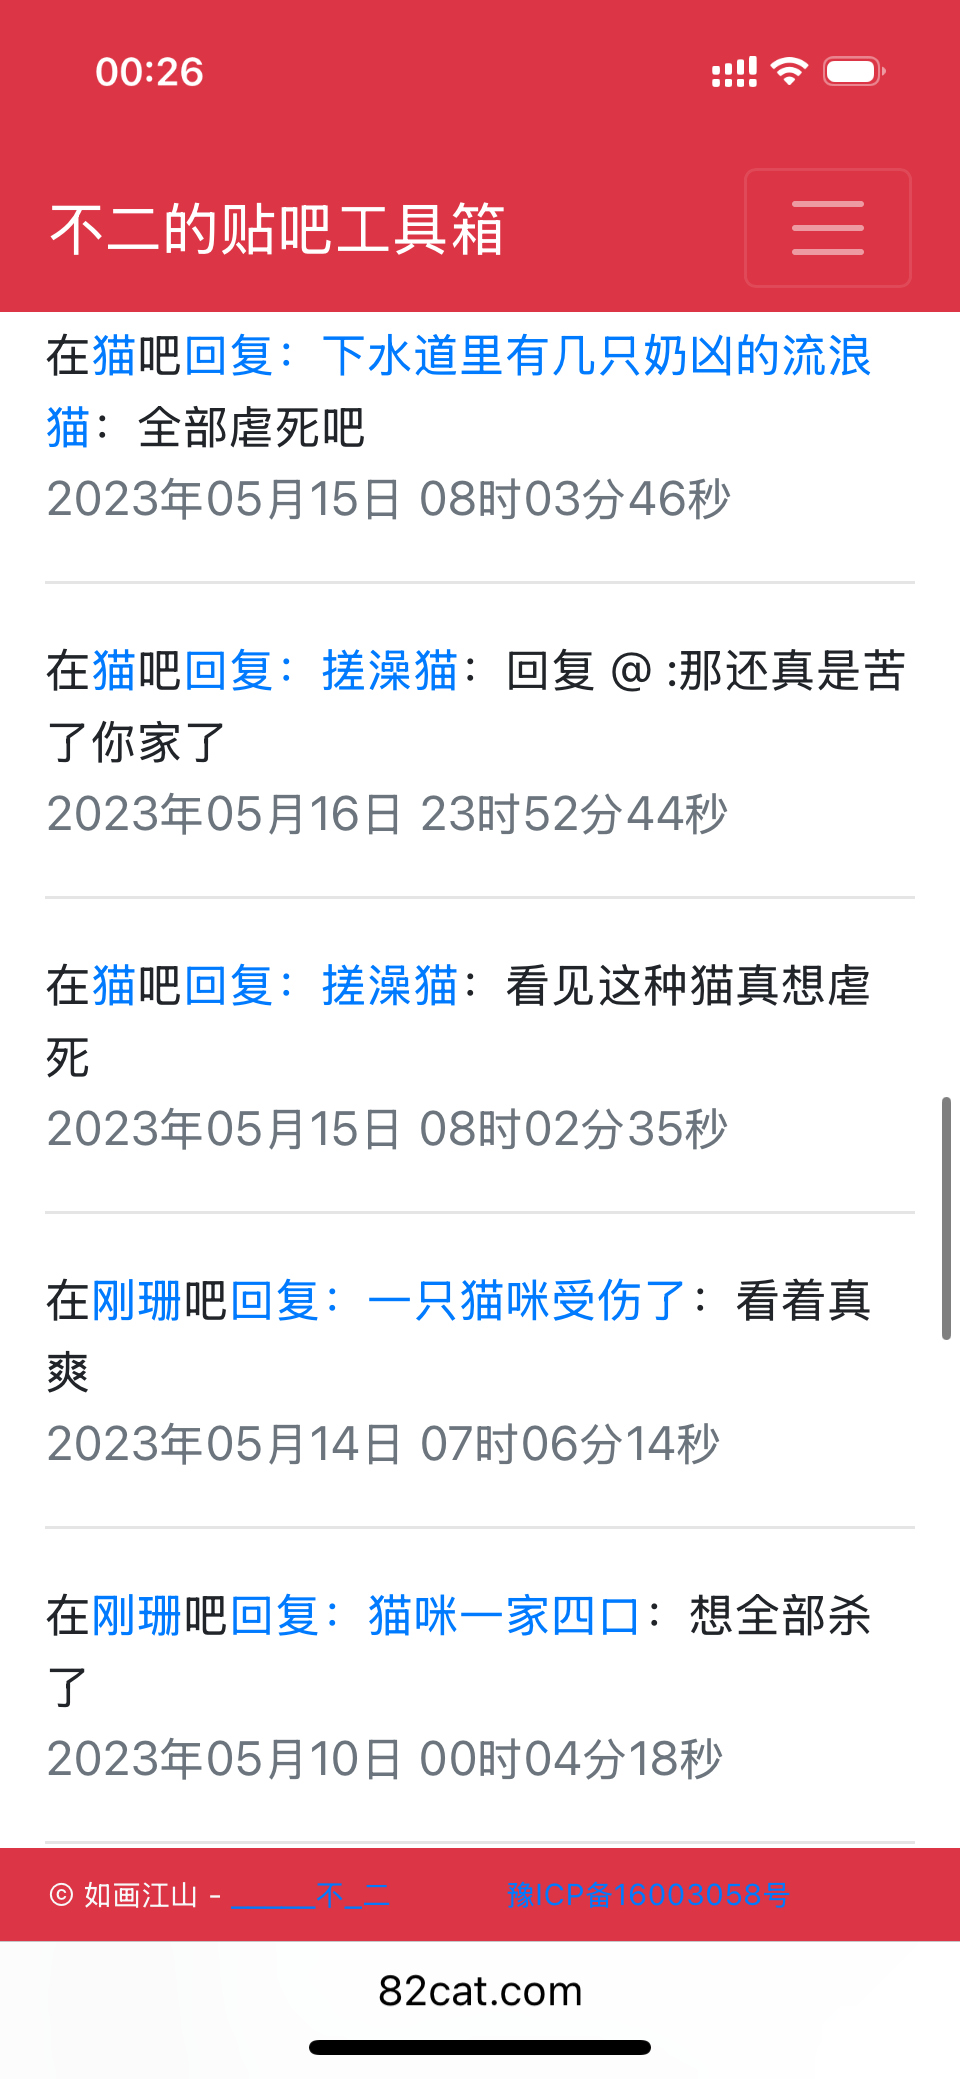 00:26
不二的贴吧工具箱
在猫吧回复：下水道里有几只奶凶的流浪
猫：全部虐死吧
2023年05月15日 08时03分46秒
在猫吧回复：搓澡猫：回复 @ :那还真是苦
了你家了
2023年05月16日 23时52分44秒
在猫吧回复：搓澡猫：看见这种猫真想虐
死
2023年05月15日 08时02分35秒
在刚珊吧回复：一只猫咪受伤了：看着真
爽
2023年05月14日 07时06分14秒
在刚珊吧回复：猫咪一家四口：想全部杀
了
2023年05月10日 00时04分18秒
© 如画江山 - ______不_二 豫ICP备16003058号
82cat.com